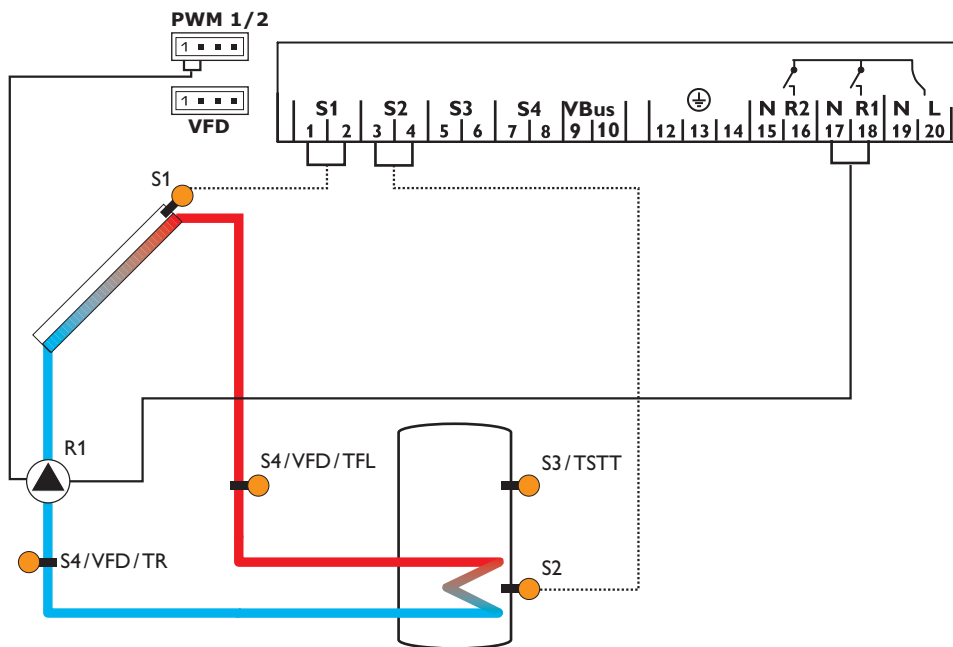 PWM 1/2
1
1
VFD
S1 S2 S3 S4 VBus N R2 N R1 N L
1 2 3 4 5 6 7 8 9 10 12 13 14 15 16 17 18 19 20
S1
R1
S4/VFD/TFL
S3/TSTT
S4/VFD/TR
S2